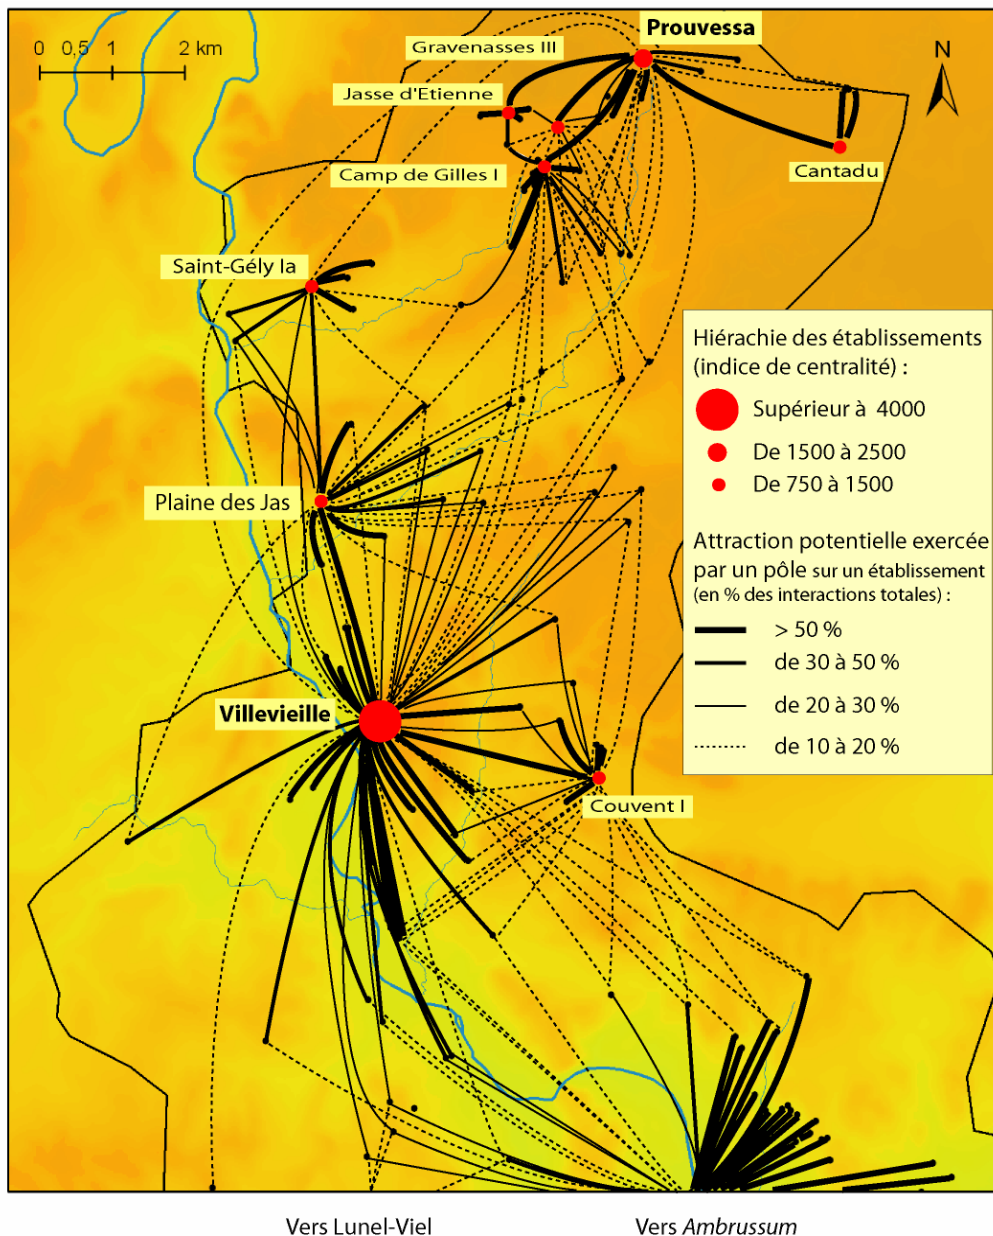 Prouvessa
Gravenasses III
0 0,5 1 2 km
N
Jasse d'Etienne
Camp de Gilles I
Cantadu
Saint-Gély Ia
Hiérachie des établissements
(indice de centralité) :
Supérieur à 4000
De 1500 à 2500
De 750 à 1500
Plaine des Jas
Attraction potentielle exercée
par un pôle sur un établissement
(en % des interactions totales) :
> 50 %
de 30 à 50 %
de 20 à 30 %
de 10 à 20 %
Villevieille
Couvent I
Vers Lunel-Viel
Vers Ambrussum